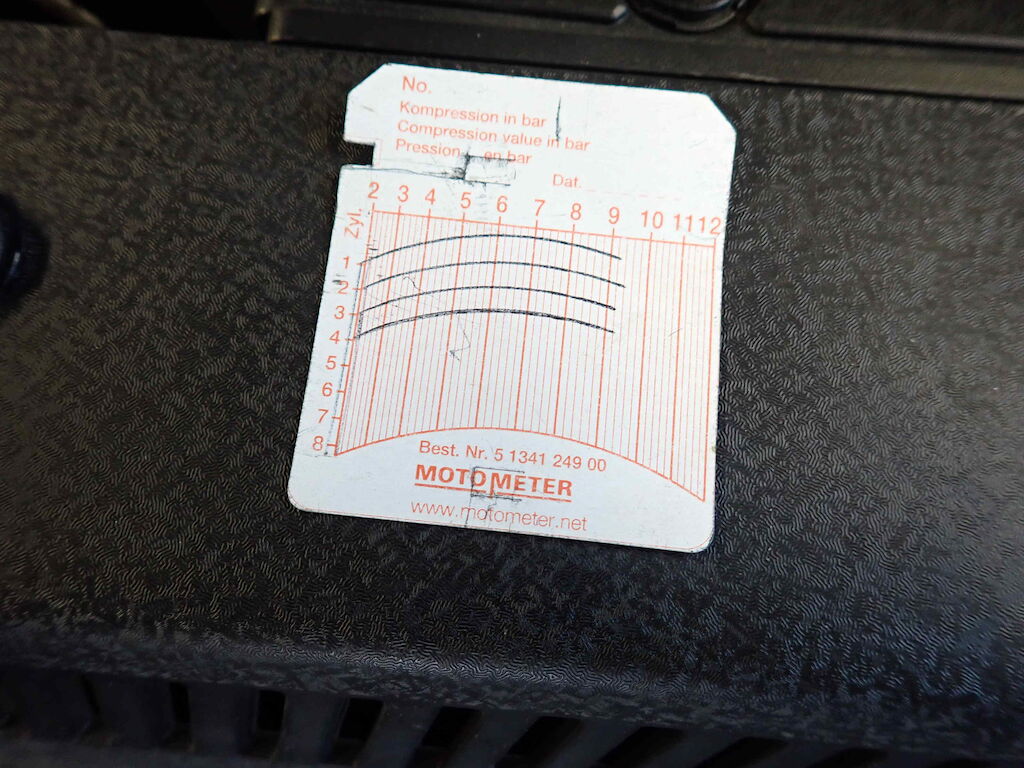 No.
Kompression in bar
Compression value in bar
Pression en bar
Dat.
2 3 4 5 6 7 8 9 10 11 12
Zyl.
1
2
3
4
5
6
7
8
Best. Nr. 5 1341 249 00
MOTOMETER
www.motometer.net